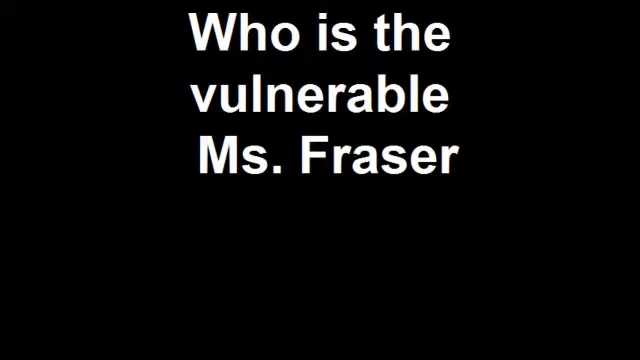 Who is the
vulnerable
Ms. Fraser